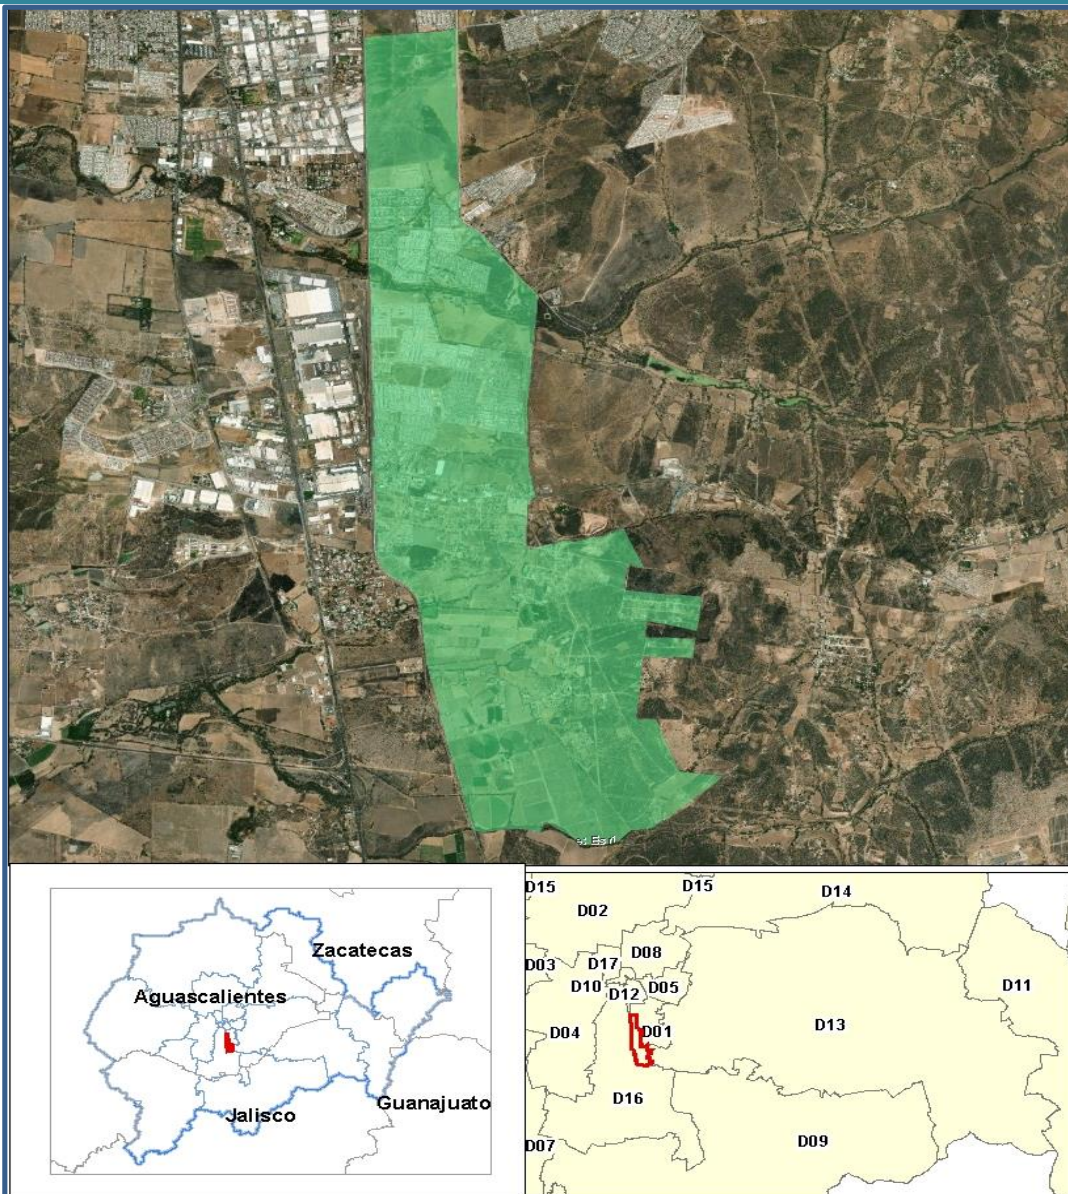 Zacatecas
Aguascalientes
Jalisco
Guanajuato
D15
D15
D14
D02
D08
D03
D17
D10
D12
D05
D11
D04
D01
D13
D16
D07
D09